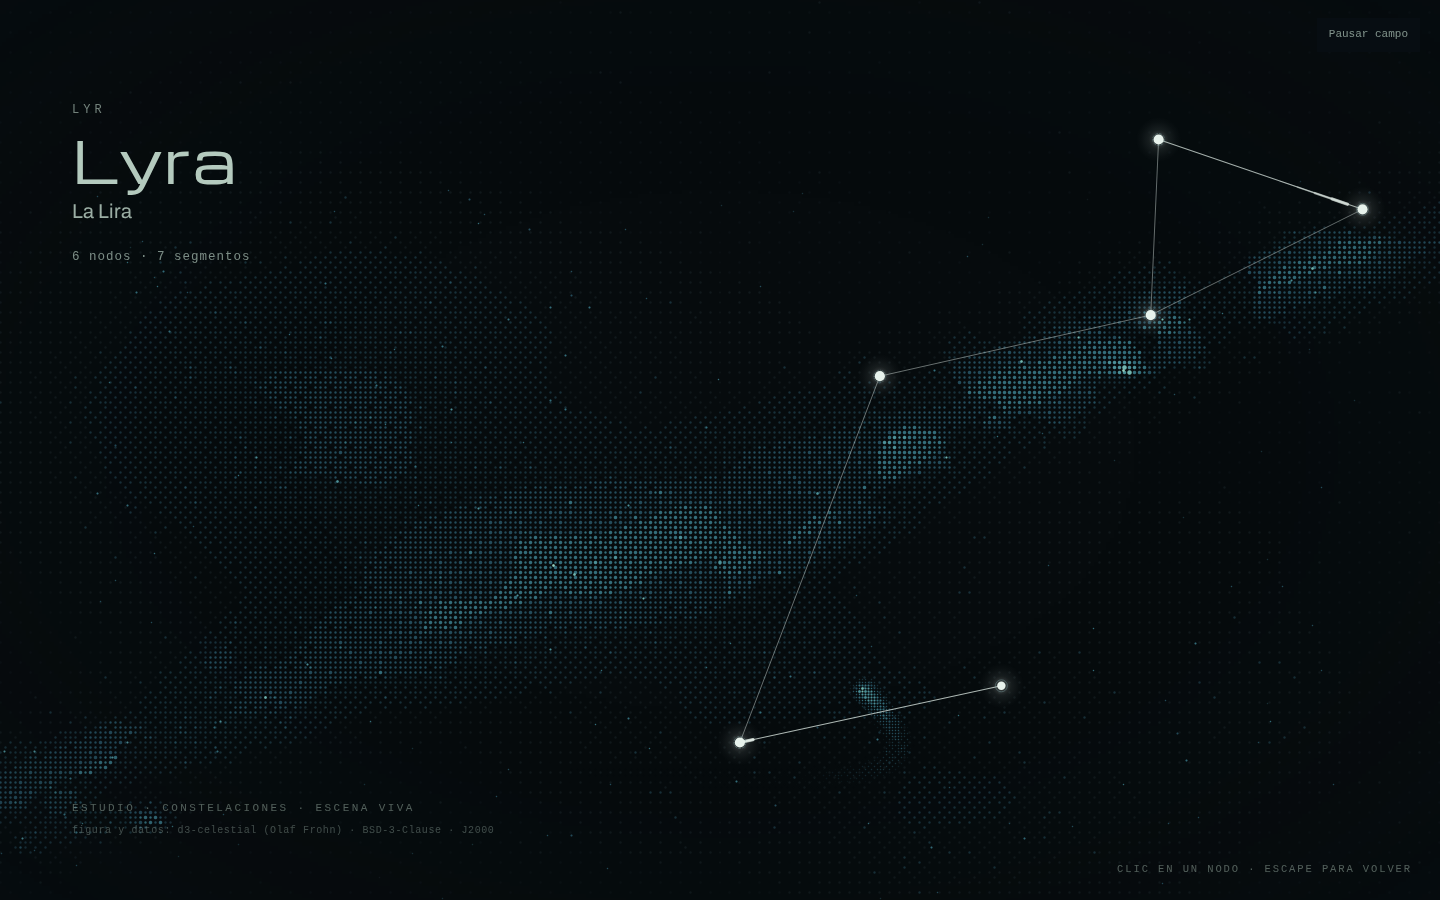 Pausar campo
LYR
Lyra
La Lira
6 nodos · 7 segmentos
ESTUDIO · CONSTELACIONES · ESCENA VIVA
figura y datos: d3-celestial (Olaf Frohn) · BSD-3-Clause · J2000
CLIC EN UN NODO · ESCAPE PARA VOLVER